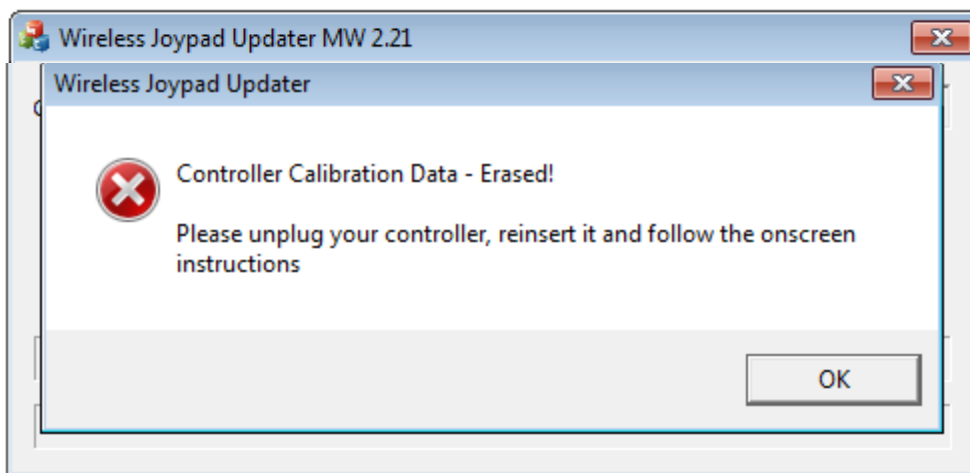 Wireless Joypad Updater MW 2.21
Wireless Joypad Updater
Controller Calibration Data - Erased!
Please unplug your controller, reinsert it and follow the onscreen
instructions
OK